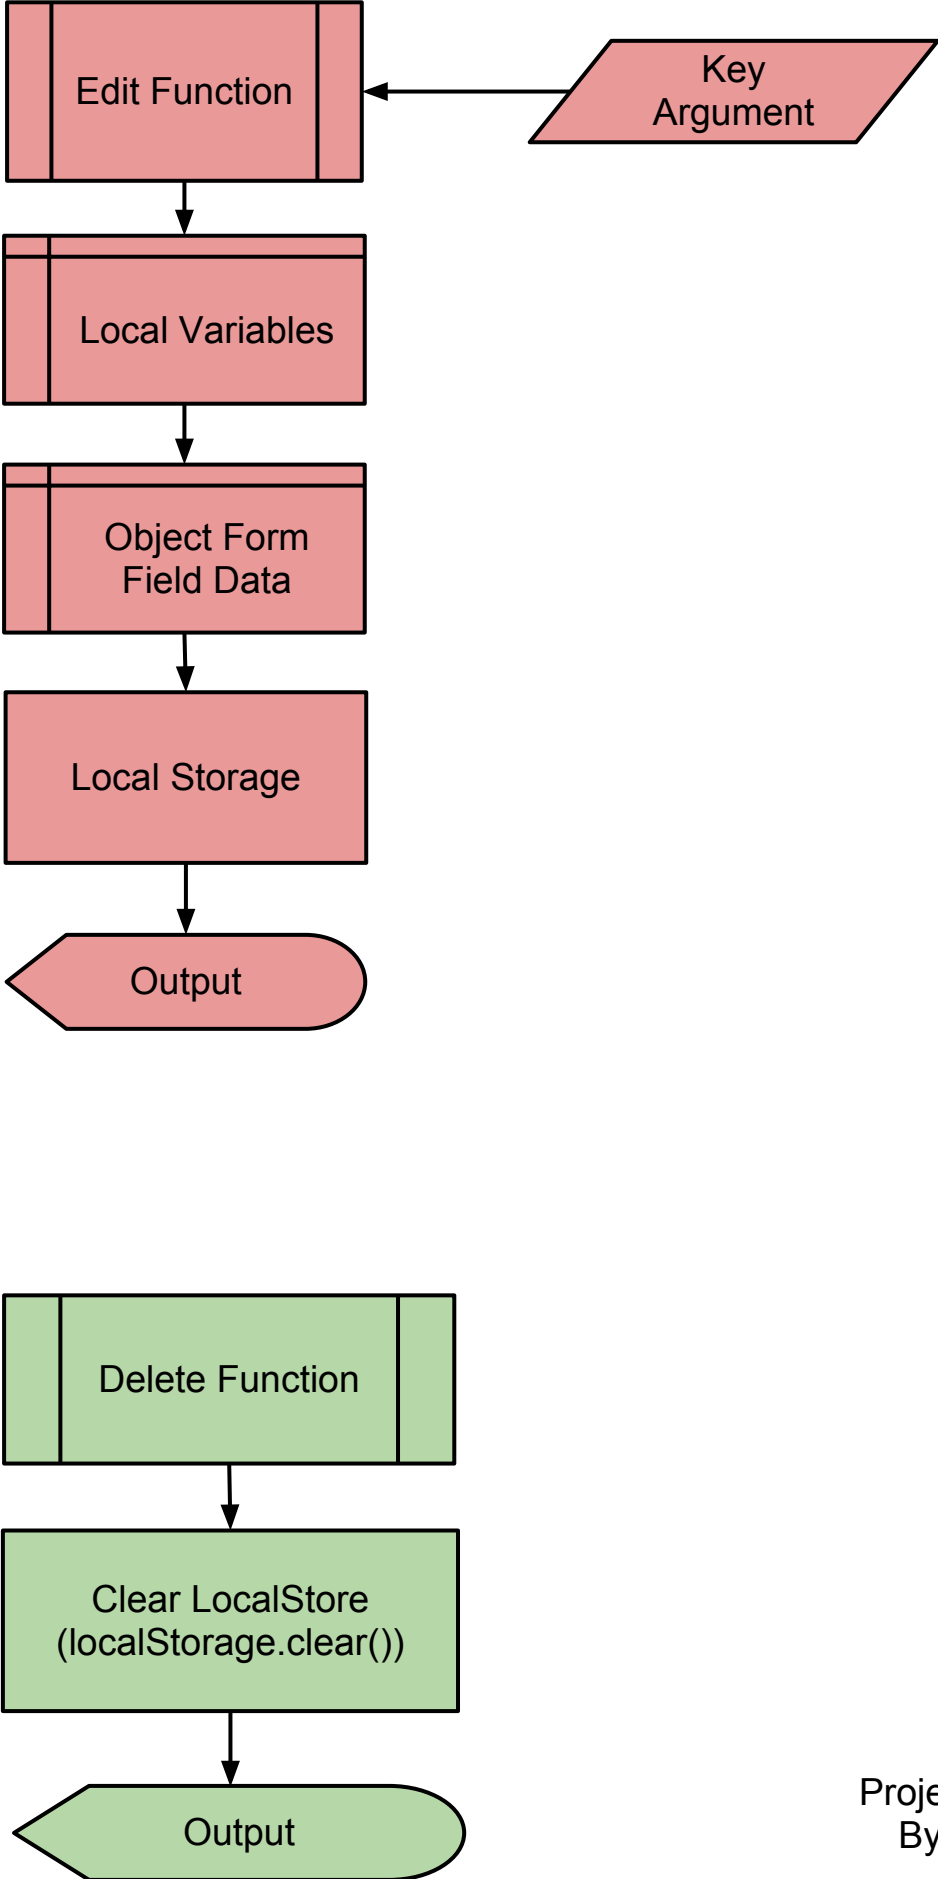 Edit Function
Key
Argument
Local Variables
Object Form
Field Data
Local Storage
Output
Delete Function
Clear LocalStore
(localStorage.clear())
Output
By